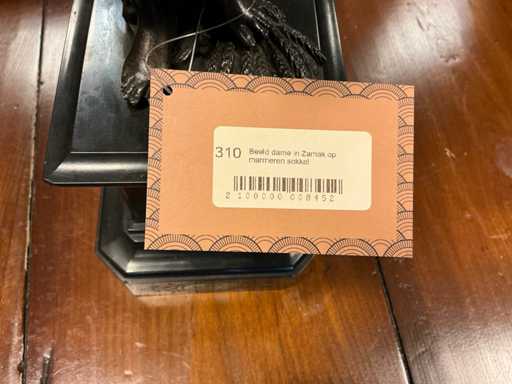 310 Beeld dame in Zamak op
marmeren sokkel
2 100000 008452